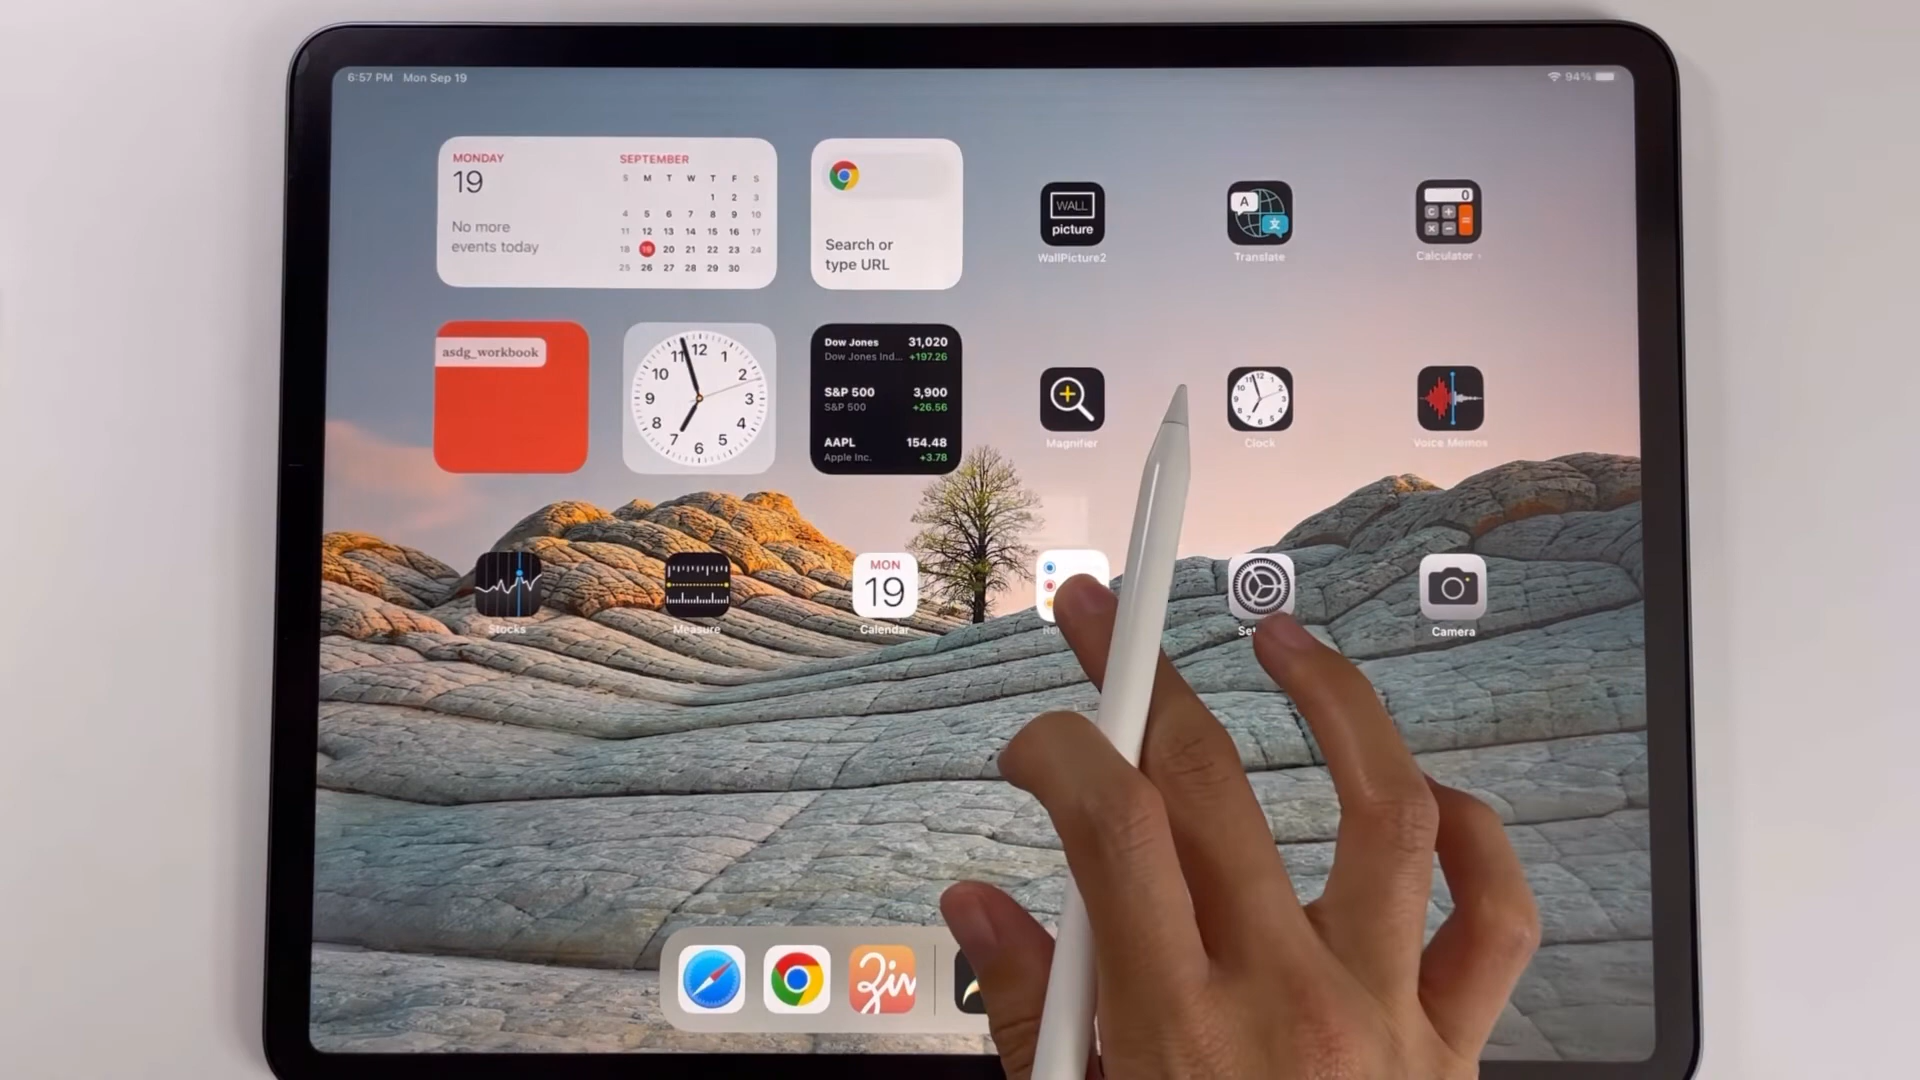 6:57 PM Mon Sep 19
94%
MONDAY
19
No more
events today
SEPTEMBER
S M T W T F S
1 2 3
4 5 6 7 8 9 10
11 12 13 14 15 16 17
18 19 20 21 22 23 24
25 26 27 28 29 30
Search or
type URL
WALL
picture
WallPicture2
A
文
Translate
0
C + = × −
Calculator
asdg_workbook
12 1 2 3 4 5 6 7 8 9 10 11
Dow Jones 31,020
Dow Jones Ind... +197.26
S&P 500 3,900
S&P 500 +26.56
AAPL 154.48
Apple Inc. +3.78
Magnifier
Clock
Voice Memos
Stocks
Measure
MON
19
Calendar
Camera